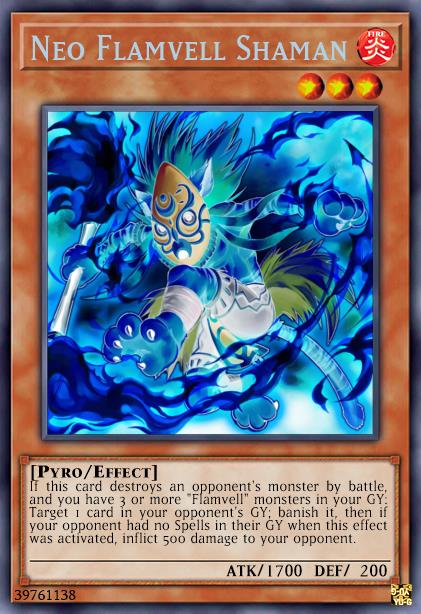 NEO FLAMVELL SHAMAN
FIRE
炎
[PYRO/EFFECT]
If this card destroys an opponent's monster by battle,
and you have 3 or more "Flamvell" monsters in your GY:
Target 1 card in your opponent's GY; banish it, then if
your opponent had no Spells in their GY when this effect
was activated, inflict 500 damage to your opponent.
ATK/1700 DEF/ 200
39761138